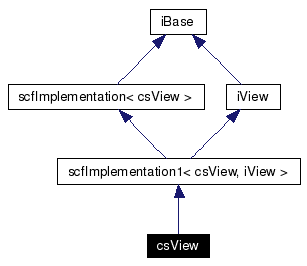 iBase
scfImplementation< csView >
iView
scfImplementation1< csView, iView >
csView